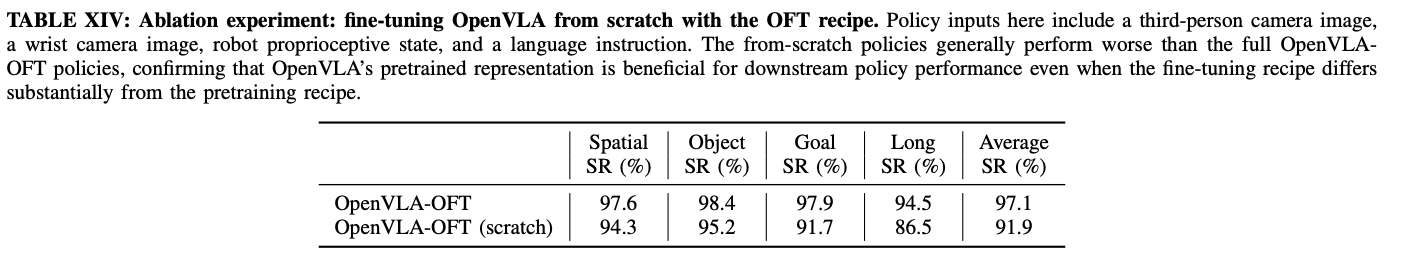 TABLE XIV: Ablation experiment: fine-tuning OpenVLA from scratch with the OFT recipe. Policy inputs here include a third-person camera image,
a wrist camera image, robot proprioceptive state, and a language instruction. The from-scratch policies generally perform worse than the full OpenVLA-
OFT policies, confirming that OpenVLA's pretrained representation is beneficial for downstream policy performance even when the fine-tuning recipe differs
substantially from the pretraining recipe.
Spatial Object Goal Long Average
SR (%) SR (%) SR (%) SR (%) SR (%)
OpenVLA-OFT 97.6 98.4 97.9 94.5 97.1
OpenVLA-OFT (scratch) 94.3 95.2 91.7 86.5 91.9